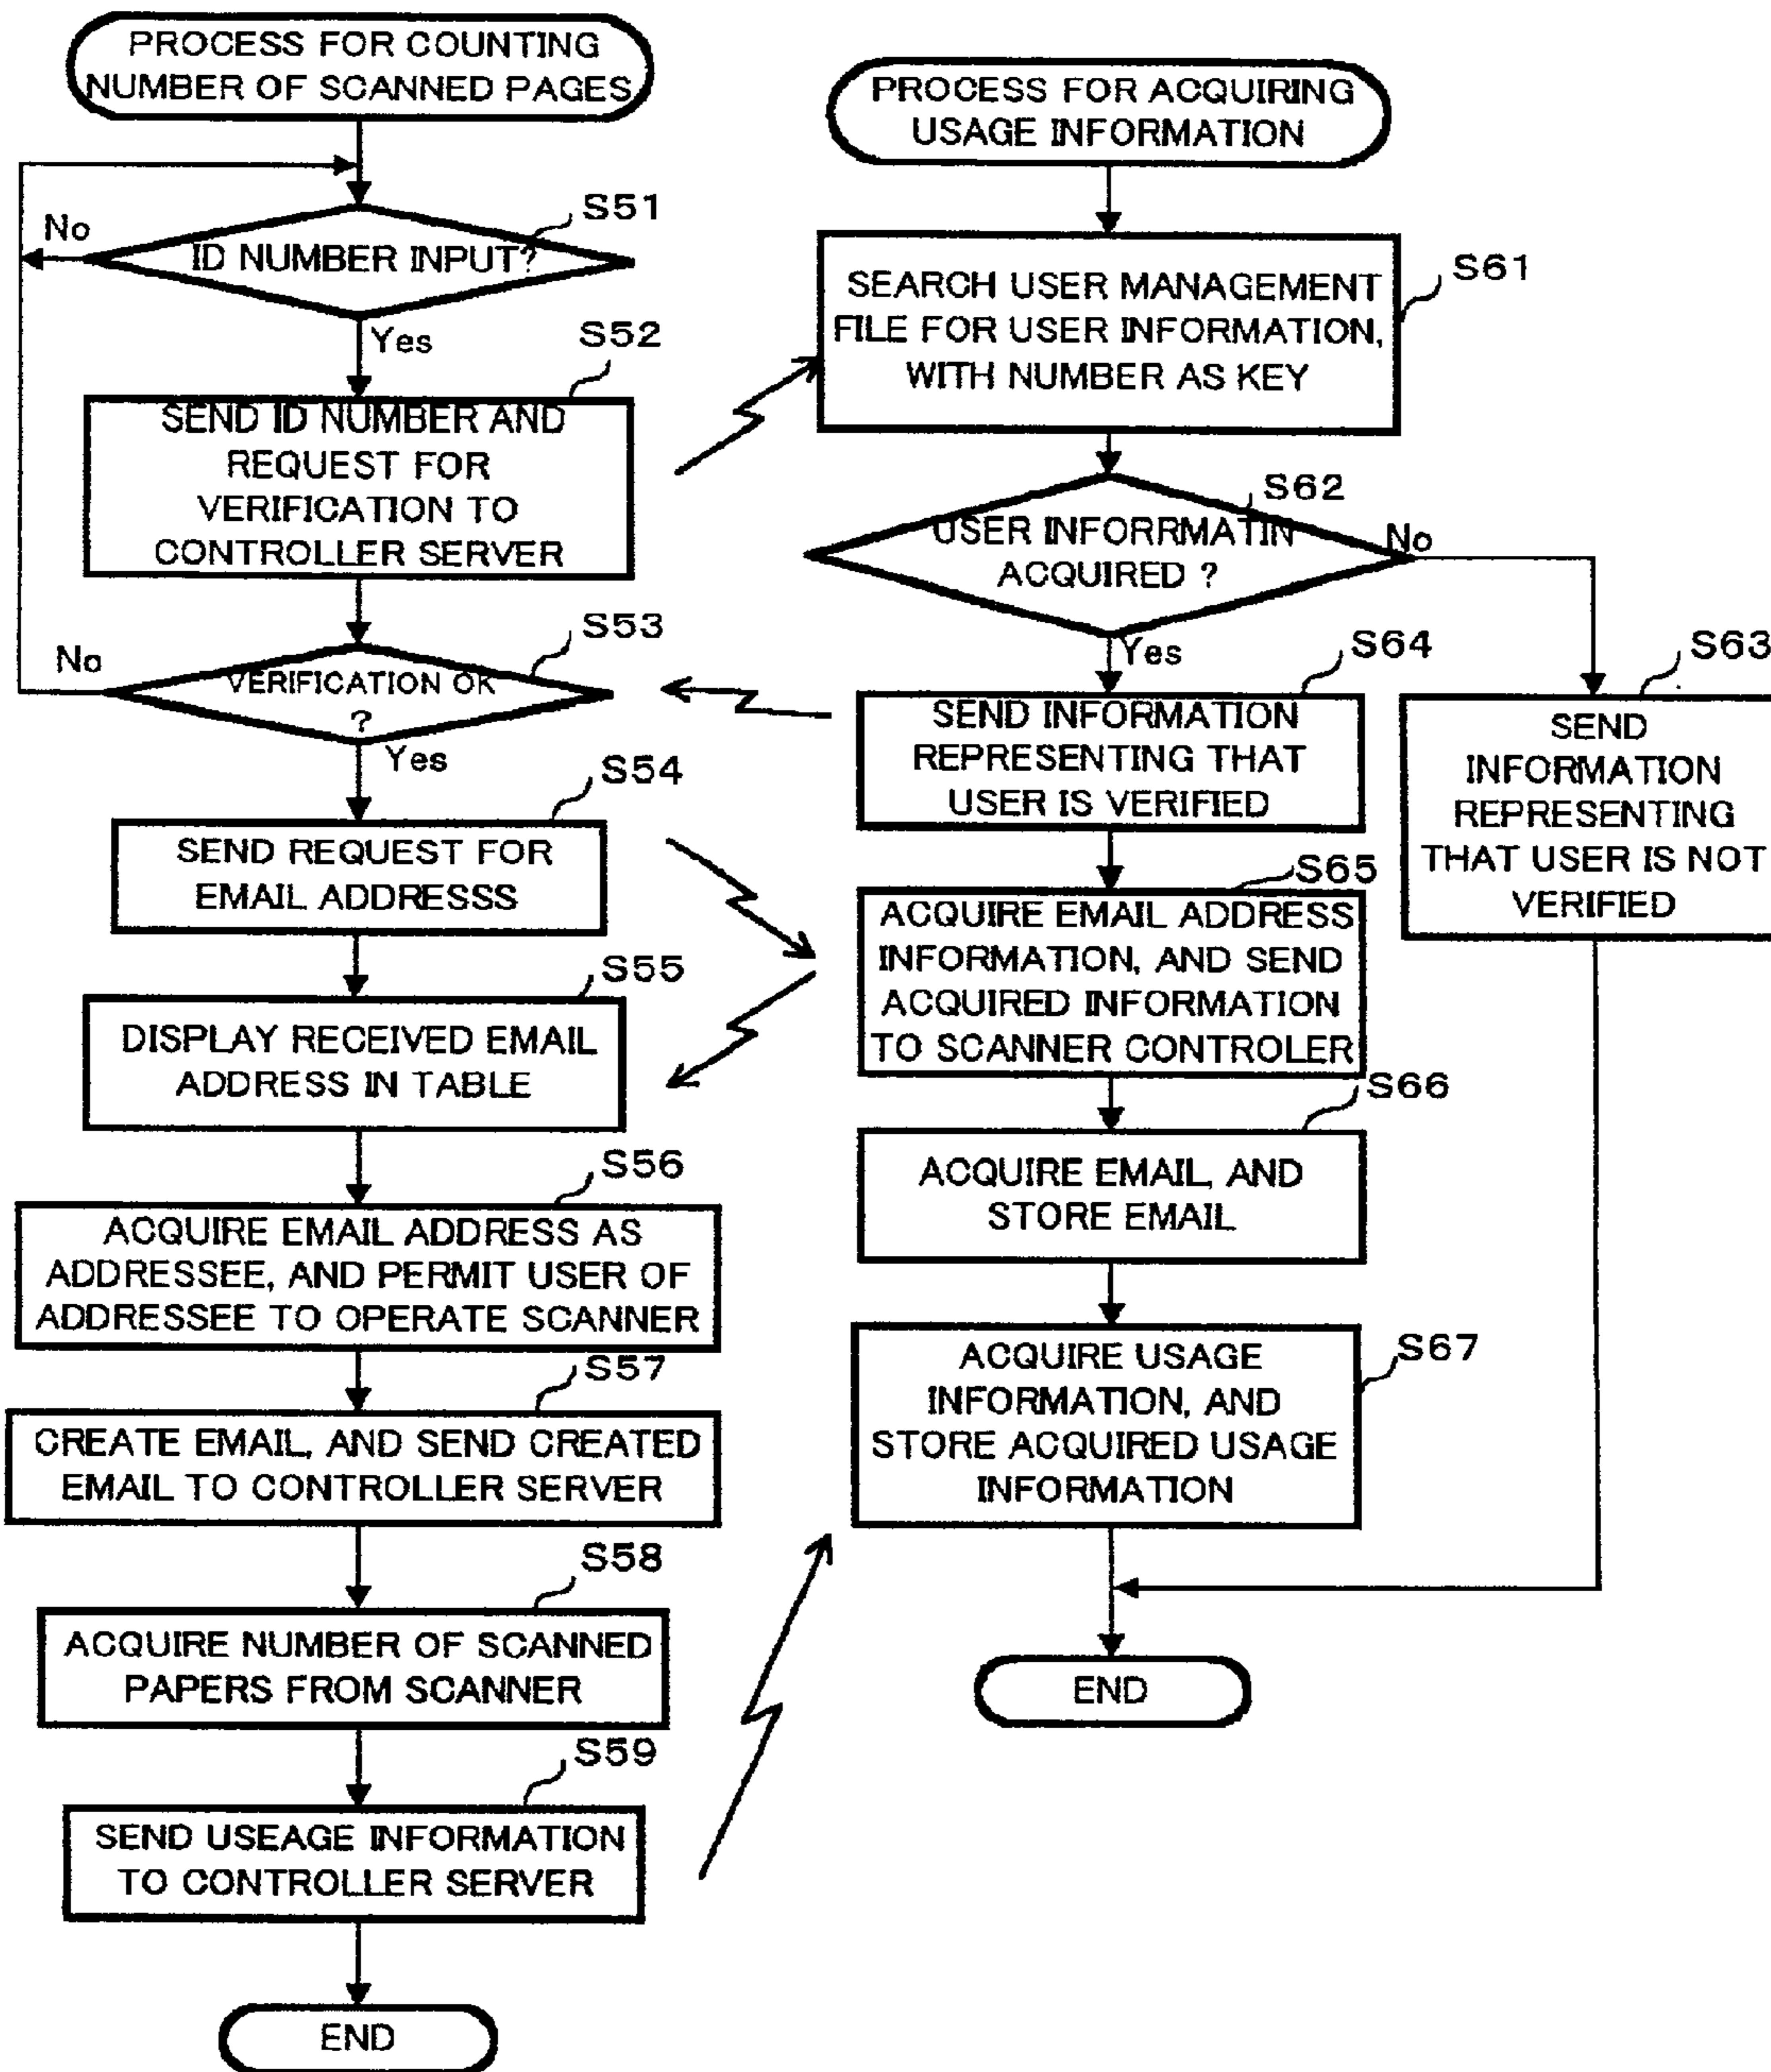 PROCESS FOR COUNTING
NUMBER OF SCANNED PAGES
No
S51
ID NUMBER INPUT?
Yes
S52
SEND ID NUMBER AND
REQUEST FOR
VERIFICATION TO
CONTROLLER SERVER
S53
No
VERIFICATION OK
?
Yes
S54
SEND REQUEST FOR
EMAIL ADDRESSS
S55
DISPLAY RECEIVED EMAIL
ADDRESS IN TABLE
S56
ACQUIRE EMAIL ADDRESS AS
ADDRESSEE, AND PERMIT USER OF
ADDRESSEE TO OPERATE SCANNER
S57
CREATE EMAIL, AND SEND CREATED
EMAIL TO CONTROLLER SERVER
S58
ACQUIRE NUMBER OF SCANNED
PAPERS FROM SCANNER
S59
SEND USEAGE INFORMATION
TO CONTROLLER SERVER
END
PROCESS FOR ACQUIRING
USAGE INFORMATION
S61
SEARCH USER MANAGEMENT
FILE FOR USER INFORMATION,
WITH NUMBER AS KEY
S62
USER INFORRMATIN
ACQUIRED ?
No
Yes
S64
SEND INFORMATION
REPRESENTING THAT
USER IS VERIFIED
S63
SEND
INFORMATION
REPRESENTING
THAT USER IS NOT
VERIFIED
S65
ACQUIRE EMAIL ADDRESS
INFORMATION, AND SEND
ACQUIRED INFORMATION
TO SCANNER CONTROLER
S66
ACQUIRE EMAIL, AND
STORE EMAIL
S67
ACQUIRE USAGE
INFORMATION, AND
STORE ACQUIRED USAGE
INFORMATION
END